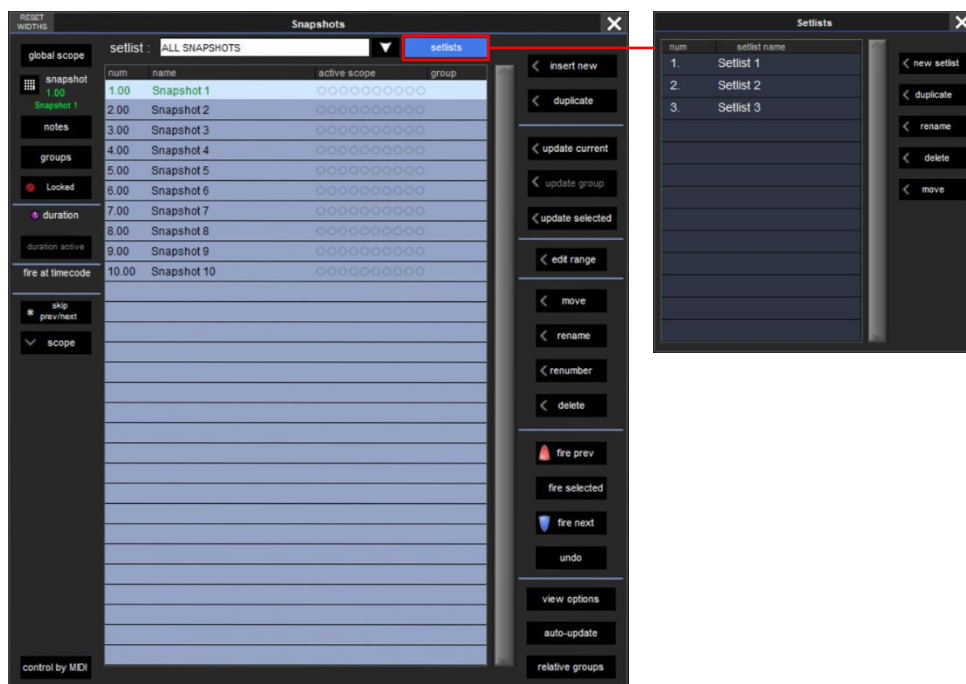 RESET
WIDTHS
Snapshots
global scope
snapshot
1.00
Snapshot 1
notes
groups
Locked
duration
duration active
fire at timecode
skip
prev/next
scope
control by MIDI
setlist : ALL SNAPSHOTS setlists
num name active scope group
1.00 Snapshot 1
2.00 Snapshot 2
3.00 Snapshot 3
4.00 Snapshot 4
5.00 Snapshot 5
6.00 Snapshot 6
7.00 Snapshot 7
8.00 Snapshot 8
9.00 Snapshot 9
10.00 Snapshot 10
insert new
duplicate
update current
update group
update selected
edit range
move
rename
renumber
delete
fire prev
fire selected
fire next
undo
view options
auto-update
relative groups
Setlists
num setlist name
1. Setlist 1
2. Setlist 2
3. Setlist 3
new setlist
duplicate
rename
delete
move